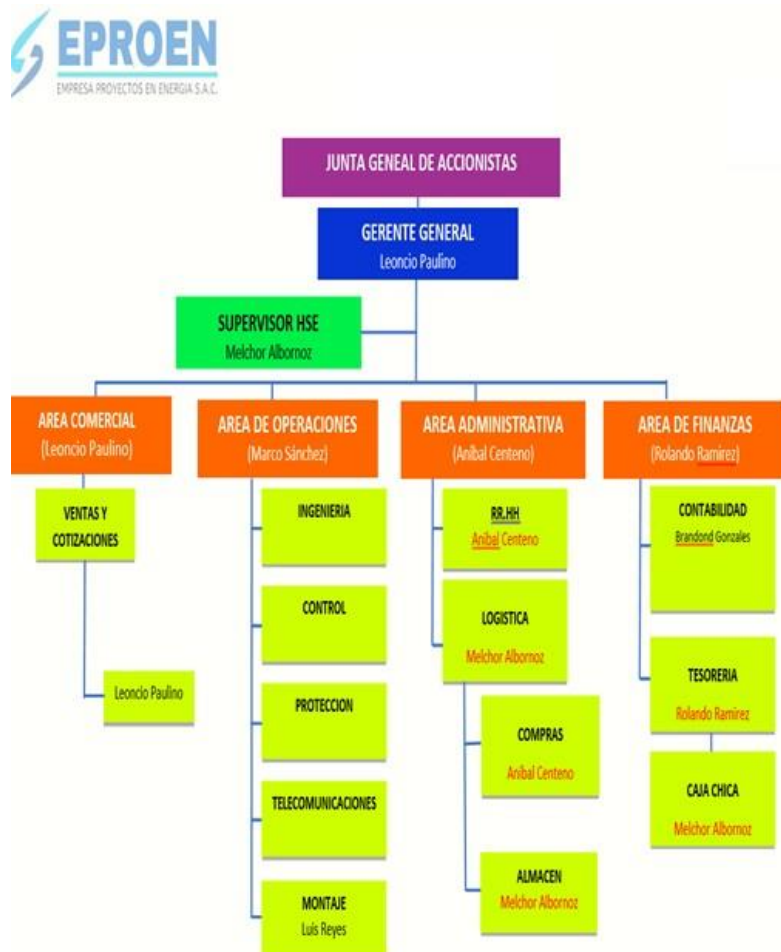 EPROEN
EMPRESA PROYECTOS EN ENERGIA S.A.C.
JUNTA GENEAL DE ACCIONISTAS
GERENTE GENERAL
Leoncio Paulino
SUPERVISOR HSE
Melchor Albornoz
AREA COMERCIAL
(Leoncio Paulino)
VENTAS Y
COTIZACIONES
Leoncio Paulino
AREA DE OPERACIONES
(Marco Sánchez)
INGENIERIA
CONTROL
PROTECCION
TELECOMUNICACIONES
MONTAJE
Luis Reyes
AREA ADMINISTRATIVA
(Aníbal Centeno)
RR.HH
Anibal Centeno
LOGISTICA
Melchor Albornoz
COMPRAS
Aníbal Centeno
ALMACEN
Melchor Albornoz
AREA DE FINANZAS
(Rolando Ramirez)
CONTABILIDAD
Brandond Gonzales
TESORERIA
Rolando Ramirez
CAJA CHICA
Melchor Albornoz